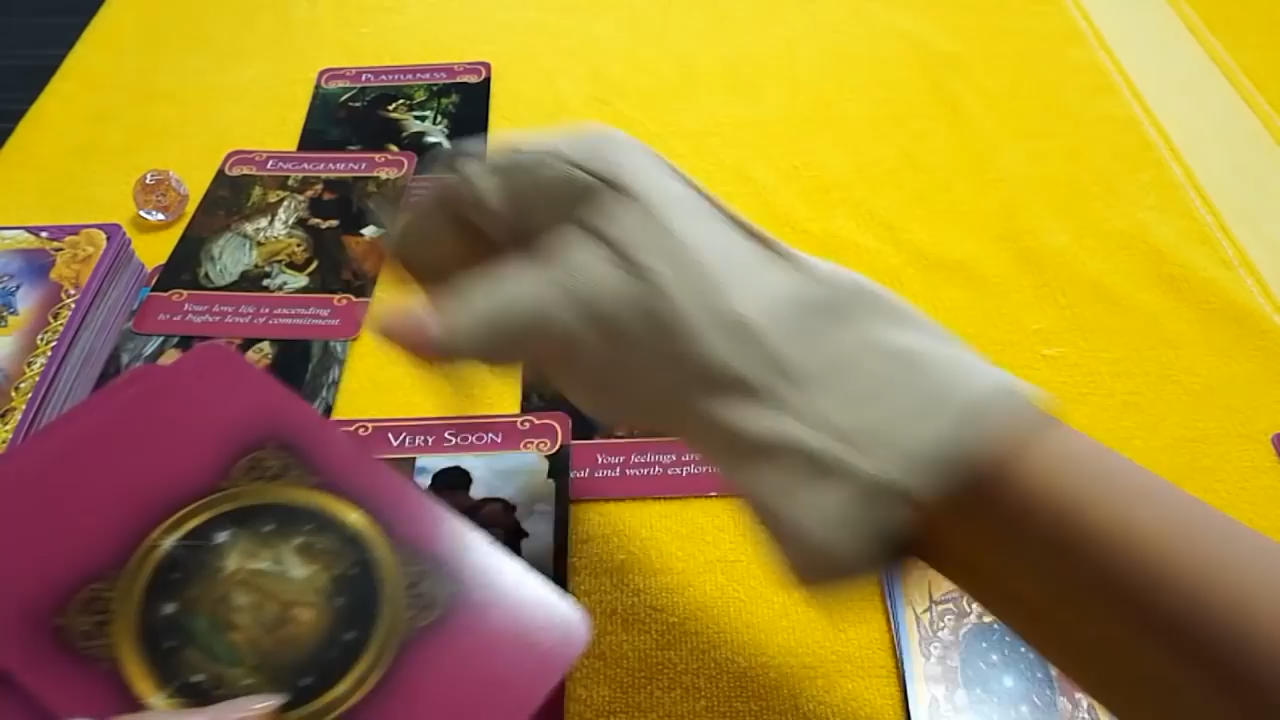 PLAYFULNESS
ENGAGEMENT
Your love life is ascending
to a higher level of commitment.
VERY SOON
Your feelings are
real and worth exploring